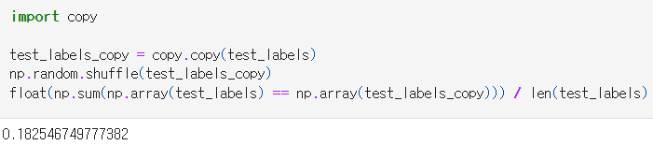 import copy
test_labels_copy = copy.copy(test_labels)
np.random.shuffle(test_labels_copy)
float(np.sum(np.array(test_labels) == np.array(test_labels_copy))) / len(test_labels)
0.182546749777382